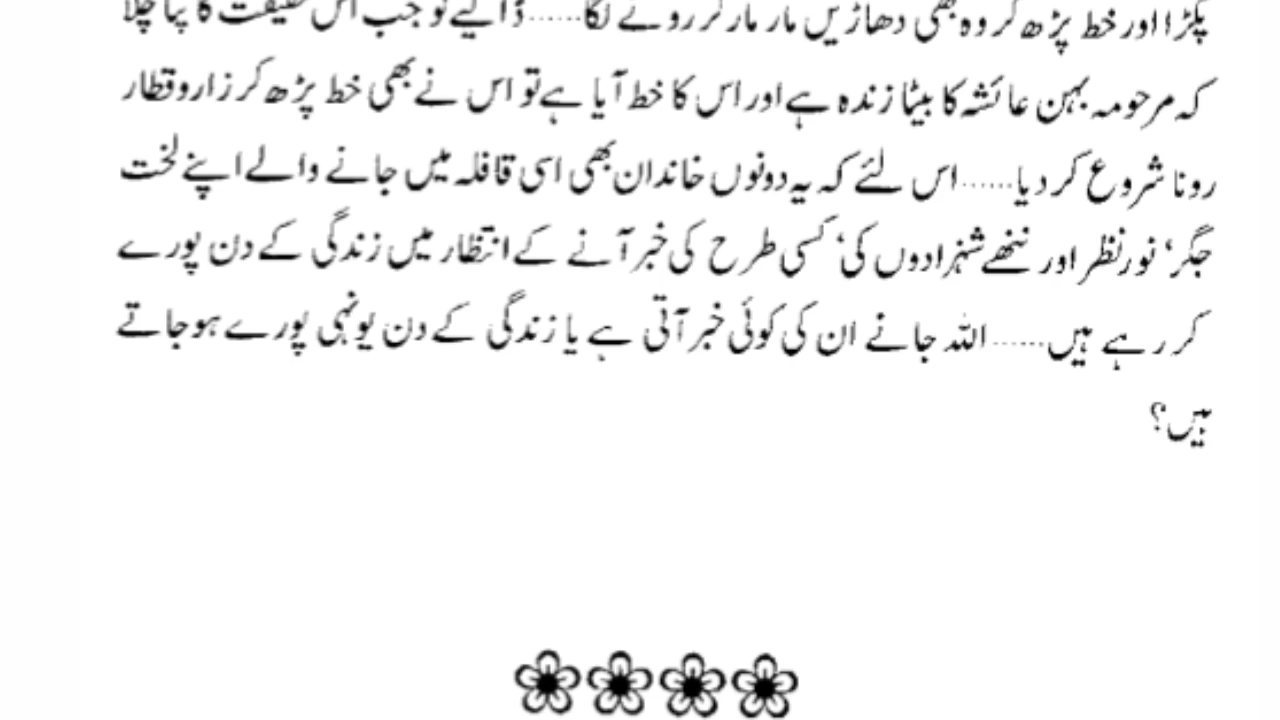 پکڑا اور خط پڑھ کر وہ بھی دھاڑیں مار مار کر رونے لگا...... ڈاکیے کو جب اس حقیقت کا پتا چلا
کہ مرحومہ بہن عائشہ کا بیٹا زندہ ہے اور اس کا خط آیا ہے تو اس نے بھی خط پڑھ کر زاروقطار
رونا شروع کر دیا...... اس لئے کہ یہ دونوں خاندان بھی اسی قافلہ میں جانے والے اپنے لخت
جگر' نور نظر اور ننھے شہزادوں کی' کسی طرح کی خبر آنے کے انتظار میں زندگی کے دن پورے
کر رہے ہیں...... اللہ جانے ان کی کوئی خبر آتی ہے یا زندگی کے دن یونہی پورے ہو جاتے
ہیں؟